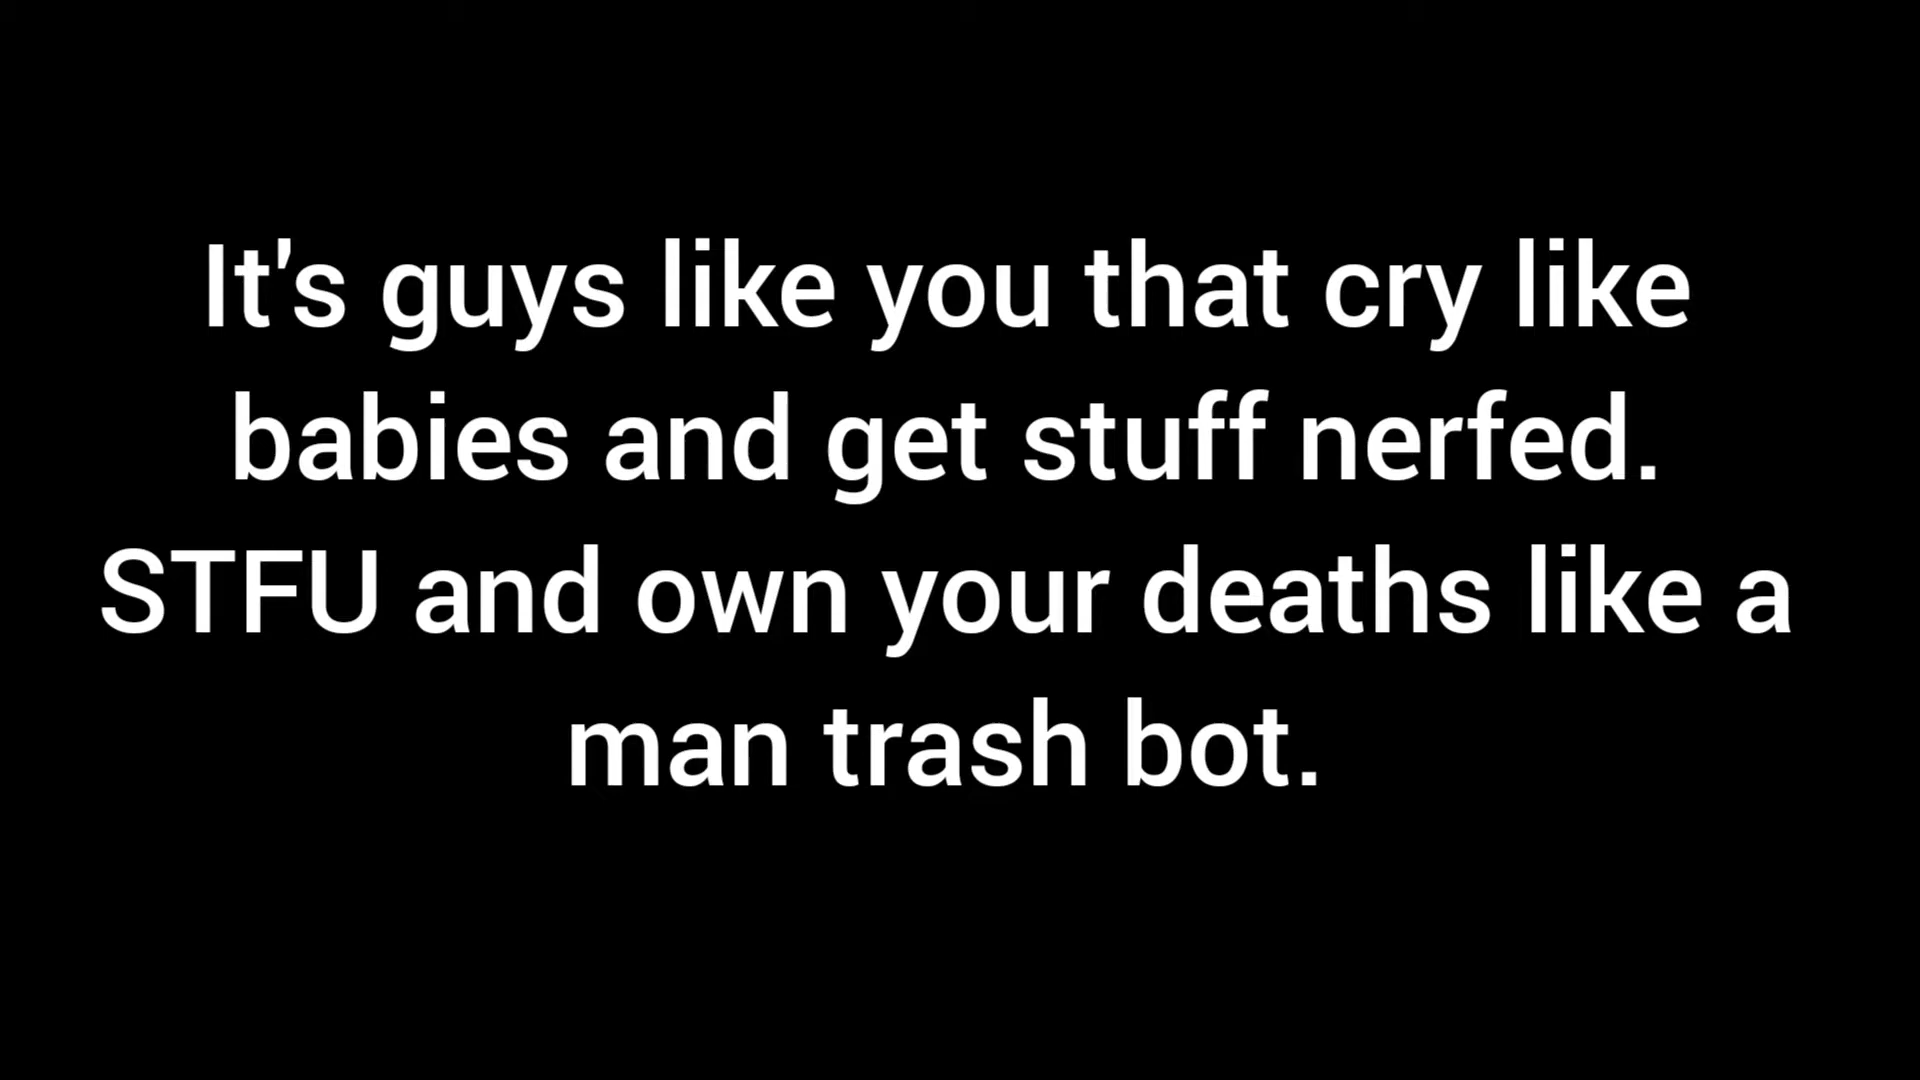 It's guys like you that cry like
babies and get stuff nerfed.
STFU and own your deaths like a
man trash bot.